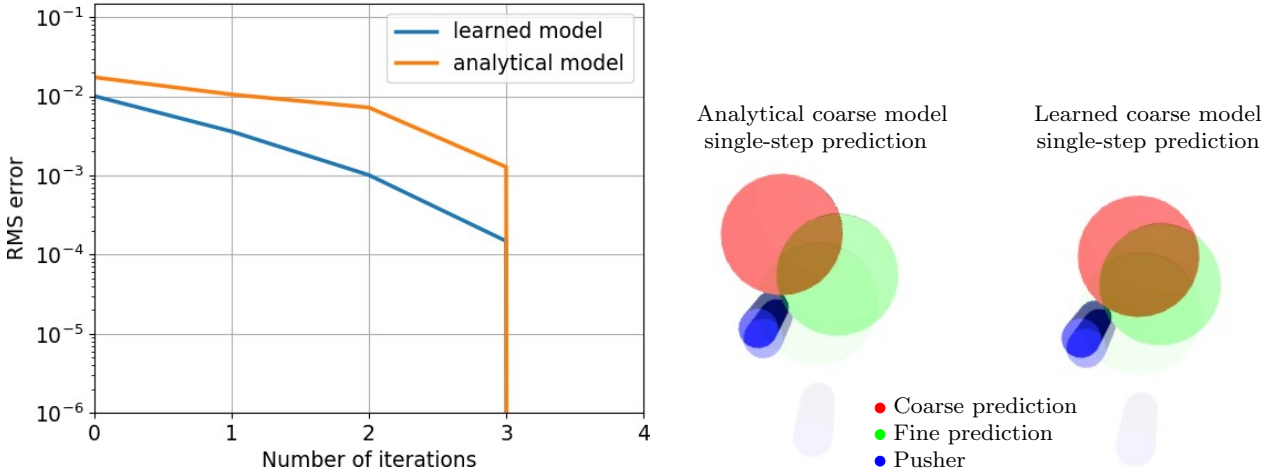 learned model
analytical model
10⁻¹
10⁻²
10⁻³
10⁻⁴
10⁻⁵
10⁻⁶
RMS error
0 1 2 3 4
Number of iterations
Analytical coarse model
single-step prediction
Learned coarse model
single-step prediction
Coarse prediction
Fine prediction
Pusher